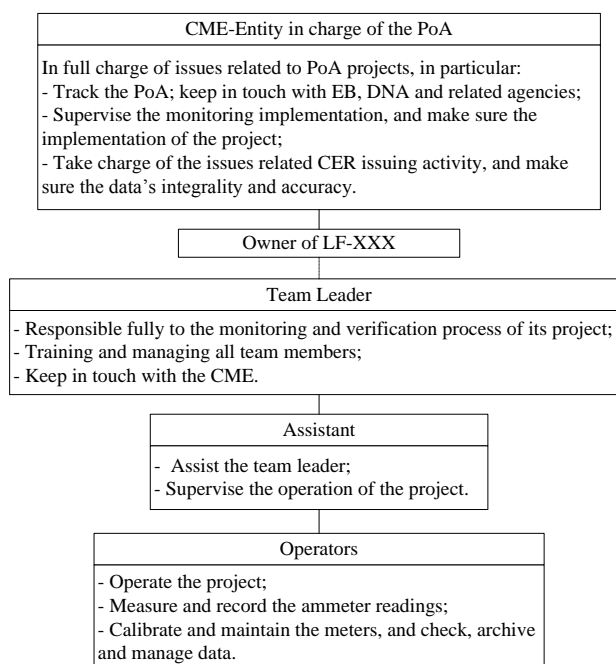 CME-Entity in charge of the PoA
In full charge of issues related to PoA projects, in particular:
- Track the PoA; keep in touch with EB, DNA and related agencies;
- Supervise the monitoring implementation, and make sure the
implementation of the project;
- Take charge of the issues related CER issuing activity, and make
sure the data's integrality and accuracy.
Owner of LF-XXX
Team Leader
- Responsible fully to the monitoring and verification process of its project;
- Training and managing all team members;
- Keep in touch with the CME.
Assistant
- Assist the team leader;
- Supervise the operation of the project.
Operators
- Operate the project;
- Measure and record the ammeter readings;
- Calibrate and maintain the meters, and check, archive
and manage data.